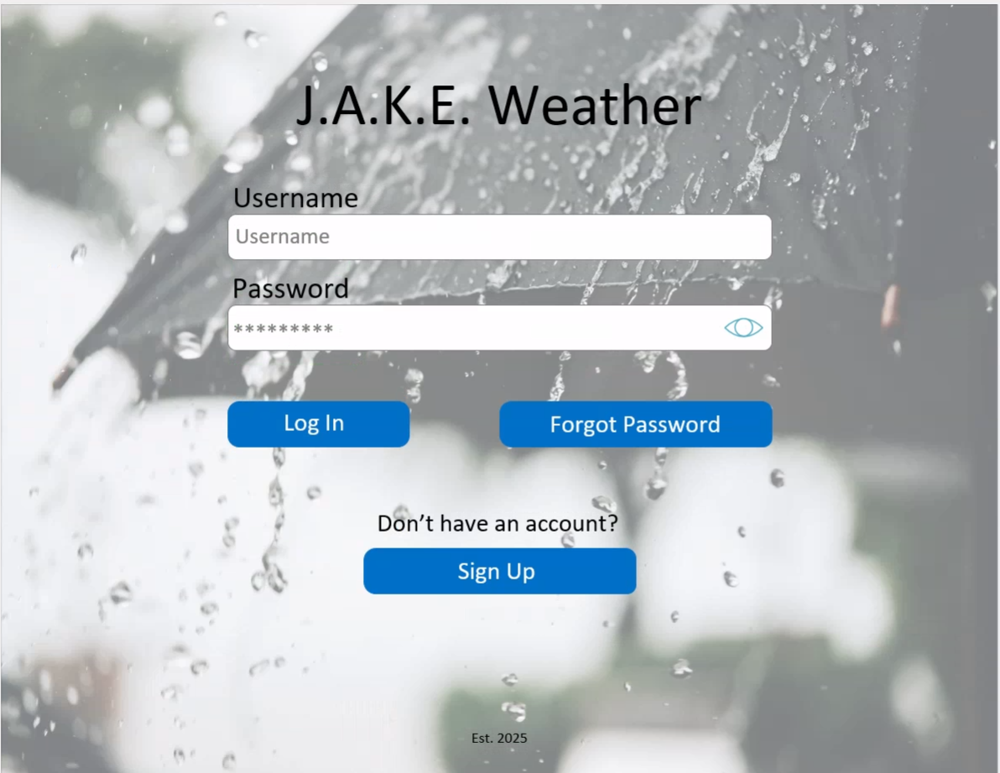 J.A.K.E. Weather
Username
Username
Password
*********
Log In
Forgot Password
Don’t have an account?
Sign Up
Est. 2025